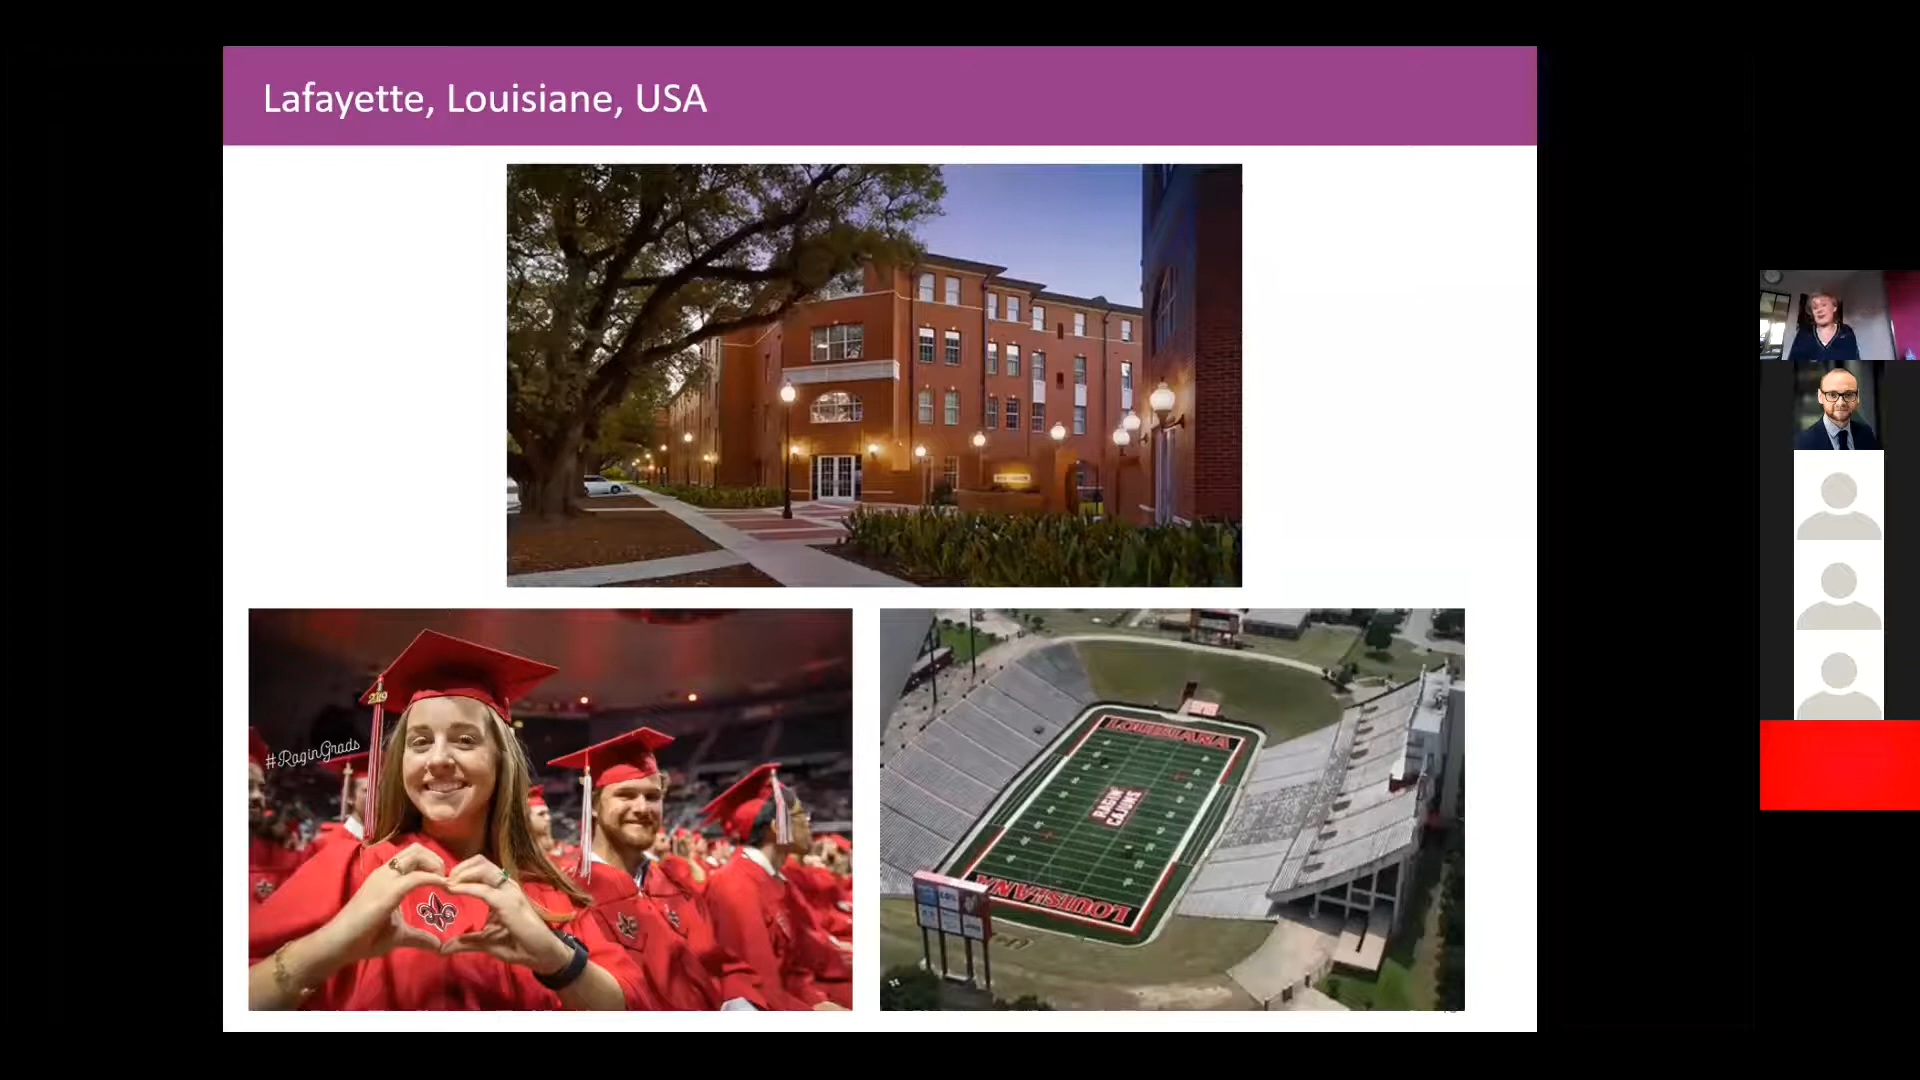 Lafayette, Louisiane, USA
2019
#RaginGrads
LOUISIANA
RAGIN'
CAJUNS
LOUISIANA